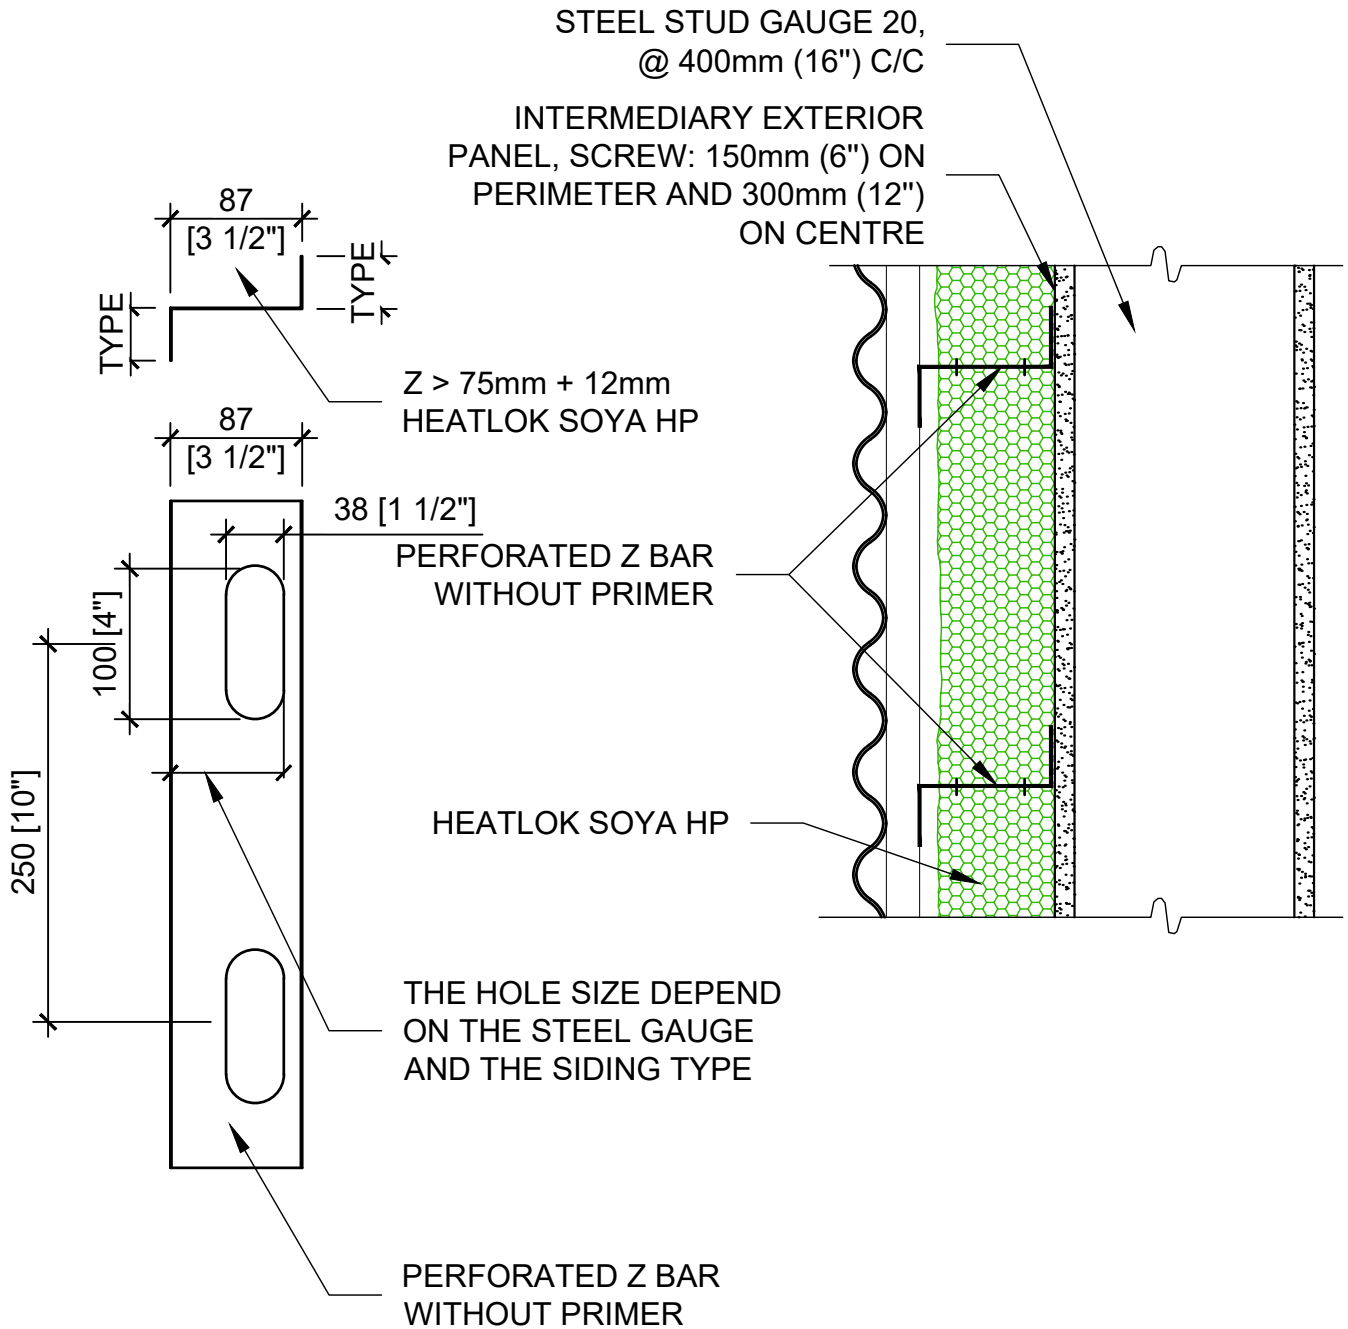 STEEL STUD GAUGE 20,
@ 400mm (16") C/C
INTERMEDIARY EXTERIOR
PANEL, SCREW: 150mm (6") ON
PERIMETER AND 300mm (12")
ON CENTRE
87
[3 1/2"]
TYPE
TYPE
Z > 75mm + 12mm
HEATLOK SOYA HP
87
[3 1/2"]
38 [1 1/2"]
PERFORATED Z BAR
WITHOUT PRIMER
100 [4"]
250 [10"]
HEATLOK SOYA HP
THE HOLE SIZE DEPEND
ON THE STEEL GAUGE
AND THE SIDING TYPE
PERFORATED Z BAR
WITHOUT PRIMER